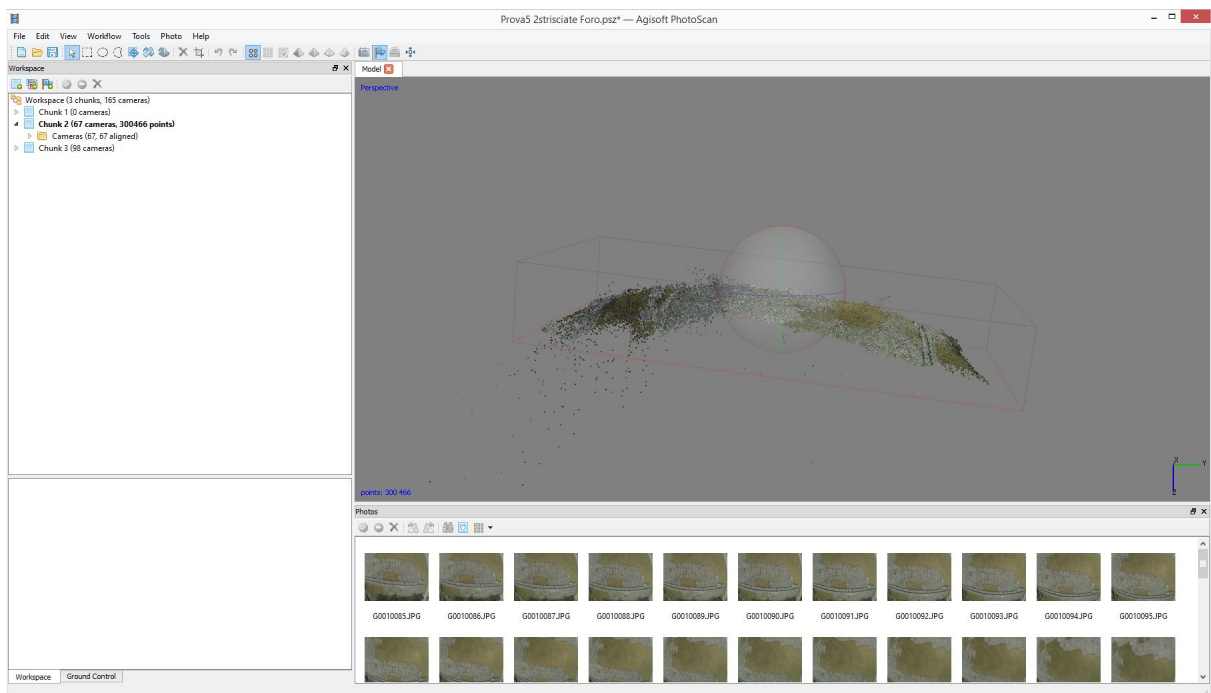 Prova5 2strisciate Foro.psz* — Agisoft PhotoScan
File Edit View Workflow Tools Photo Help
Workspace
Workspace (3 chunks, 165 cameras)
Chunk 1 (0 cameras)
Chunk 2 (67 cameras, 300466 points)
Cameras (67, 67 aligned)
Chunk 3 (98 cameras)
Workspace Ground Control
Model
Perspective
X Y
Z
points: 300 466
Photos
G0010085.JPG G0010086.JPG G0010087.JPG G0010088.JPG G0010089.JPG G0010090.JPG G0010091.JPG G0010092.JPG G0010093.JPG G0010094.JPG G0010095.JPG